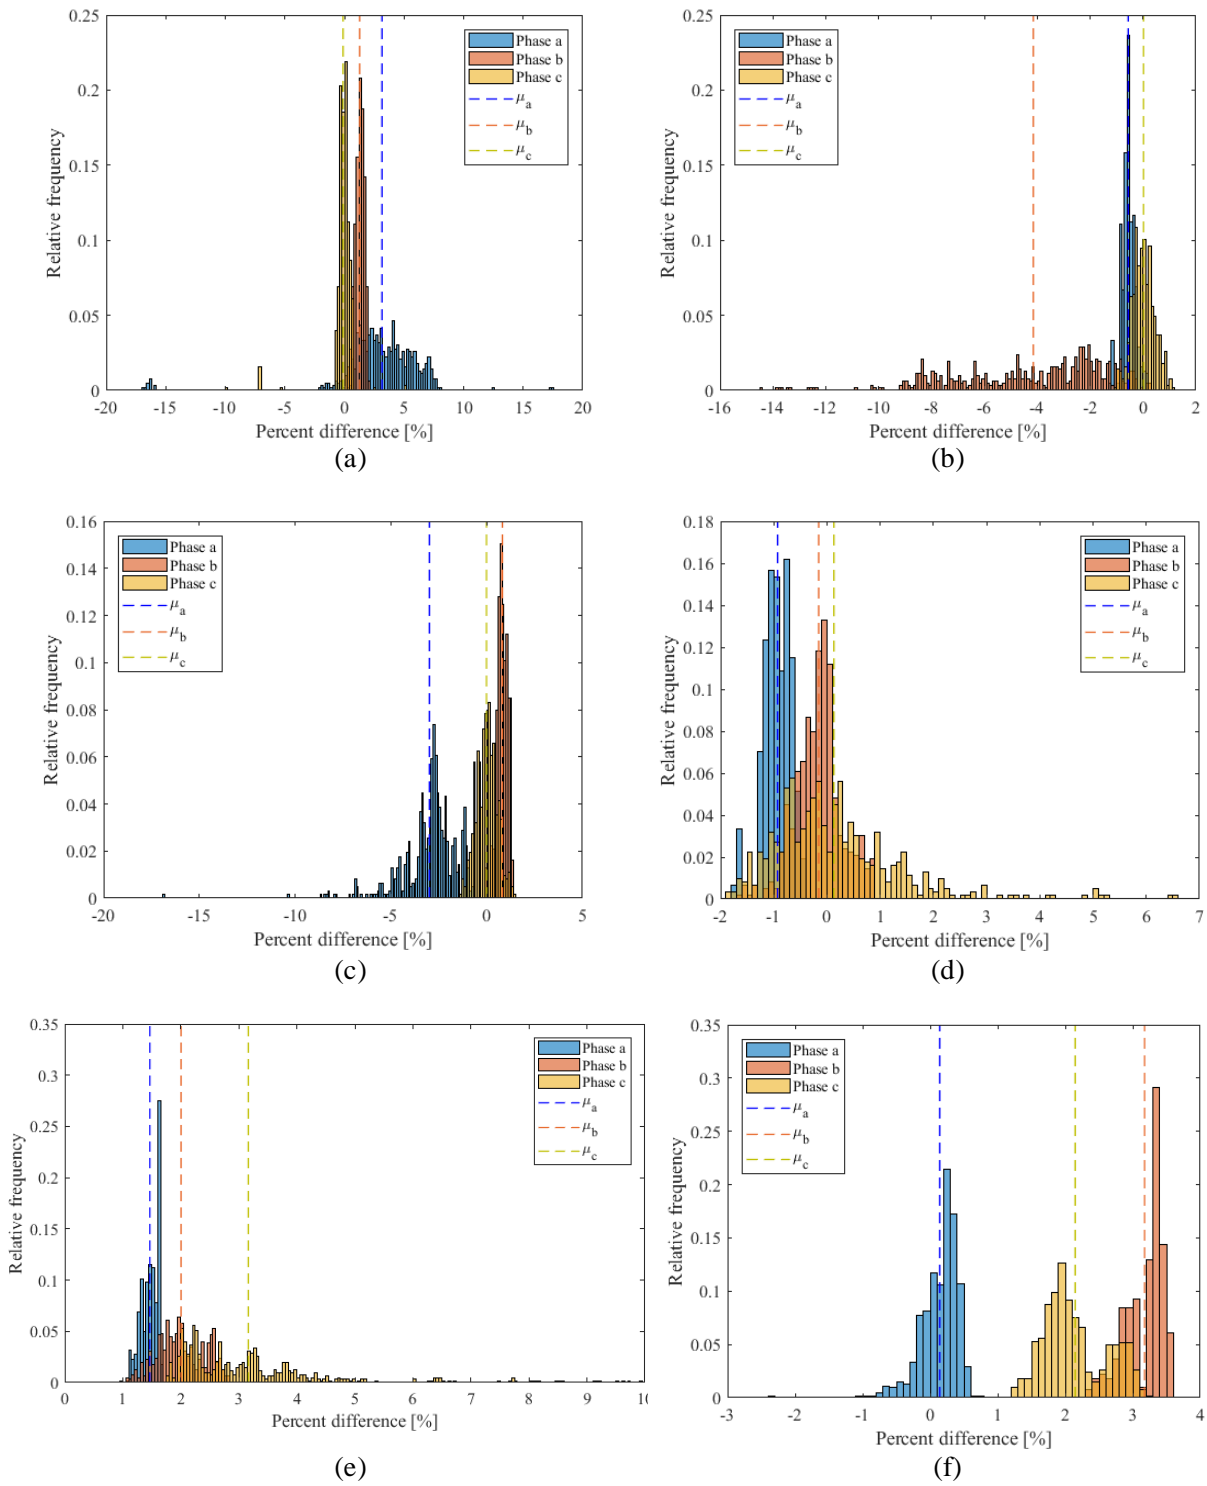 0.25
0.2
0.15
0.1
0.05
0
Relative frequency
-20 -15 -10 -5 0 5 10 15 20
Percent difference [%]
Phase a
Phase b
Phase c
μa
μb
μc
(a)
0.25
0.2
0.15
0.1
0.05
0
Relative frequency
-16 -14 -12 -10 -8 -6 -4 -2 0 2
Percent difference [%]
Phase a
Phase b
Phase c
μa
μb
μc
(b)
0.16
0.14
0.12
0.1
0.08
0.06
0.04
0.02
0
Relative frequency
-20 -15 -10 -5 0 5
Percent difference [%]
Phase a
Phase b
Phase c
μa
μb
μc
(c)
0.18
0.16
0.14
0.12
0.1
0.08
0.06
0.04
0.02
0
Relative frequency
-2 -1 0 1 2 3 4 5 6 7
Percent difference [%]
Phase a
Phase b
Phase c
μa
μb
μc
(d)
0.35
0.3
0.25
0.2
0.15
0.1
0.05
0
Relative frequency
0 1 2 3 4 5 6 7 8 9 10
Percent difference [%]
Phase a
Phase b
Phase c
μa
μb
μc
(e)
0.35
0.3
0.25
0.2
0.15
0.1
0.05
0
Relative frequency
-3 -2 -1 0 1 2 3 4
Percent difference [%]
Phase a
Phase b
Phase c
μa
μb
μc
(f)